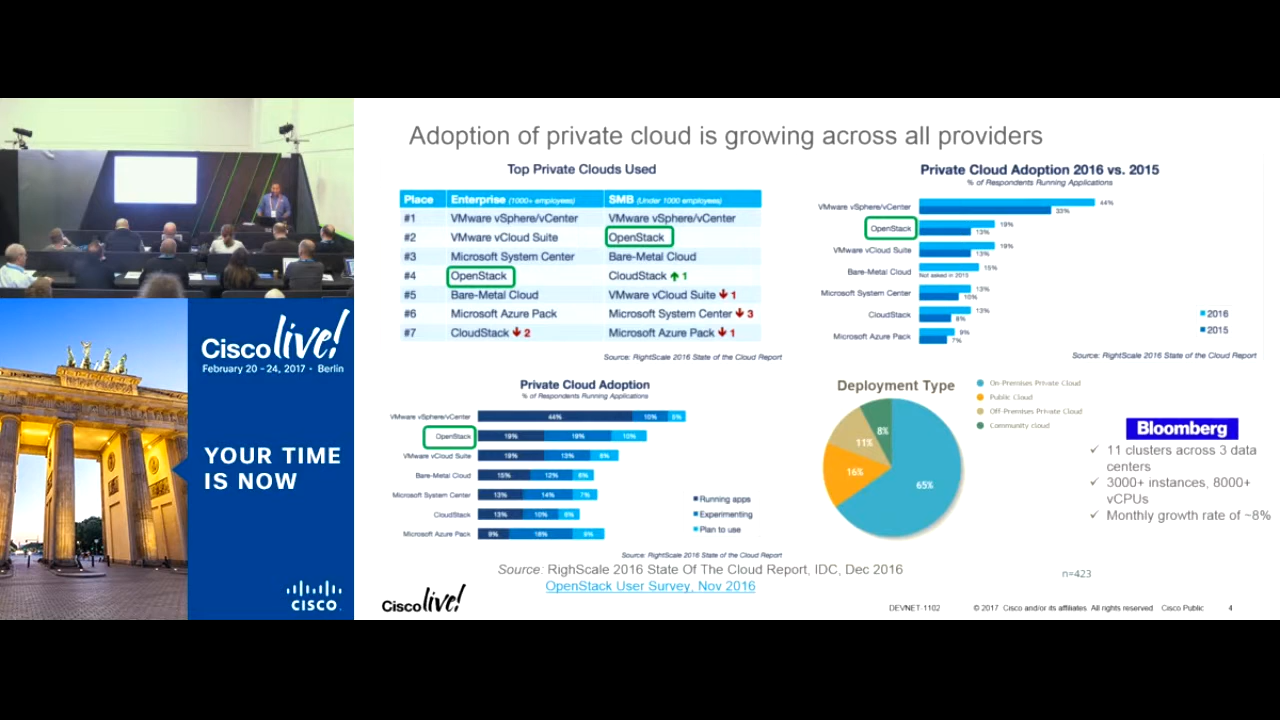 Adoption of private cloud is growing across all providers
Top Private Clouds Used
Place Enterprise (1000+ employees) SMB (Under 1000 employees)
#1 VMware vSphere/vCenter VMware vSphere/vCenter
#2 VMware vCloud Suite OpenStack
#3 Microsoft System Center Bare-Metal Cloud
#4 OpenStack CloudStack ↑ 1
#5 Bare-Metal Cloud VMware vCloud Suite ↓ 1
#6 Microsoft Azure Pack Microsoft System Center ↓ 3
#7 CloudStack ↓ 2 Microsoft Azure Pack ↓ 1
Source: RightScale 2016 State of the Cloud Report
Private Cloud Adoption 2016 vs. 2015
% of Respondents Running Applications
VMware vSphere/vCenter 44%
33%
OpenStack 19%
13%
VMware vCloud Suite 19%
13%
Bare-Metal Cloud 15%
Not asked in 2015
Microsoft System Center 13%
10%
CloudStack 13%
8%
Microsoft Azure Pack 9%
7%
2016
2015
Source: RightScale 2016 State of the Cloud Report
Private Cloud Adoption
% of Respondents Running Applications
VMware vSphere/vCenter 44% 10% 5%
OpenStack 19% 19% 10%
VMware vCloud Suite 19% 13% 8%
Bare-Metal Cloud 15% 12% 6%
Microsoft System Center 13% 14% 7%
CloudStack 13% 10% 6%
Microsoft Azure Pack 9% 18% 9%
Running apps
Experimenting
Plan to use
Source: RightScale 2016 State of the Cloud Report
Deployment Type
On-Premises Private Cloud
Public Cloud
Off-Premises Private Cloud
Community cloud
8%
11%
16%
65%
Bloomberg
✓ 11 clusters across 3 data
centers
✓ 3000+ instances, 8000+
vCPUs
✓ Monthly growth rate of ~8%
n=423
Source: RighScale 2016 State Of The Cloud Report, IDC, Dec 2016
OpenStack User Survey, Nov 2016
Cisco live!
DEVNET-1102 © 2017 Cisco and/or its affiliates. All rights reserved. Cisco Public 4
Cisco live!
February 20 - 24, 2017 · Berlin
YOUR TIME
IS NOW
CISCO